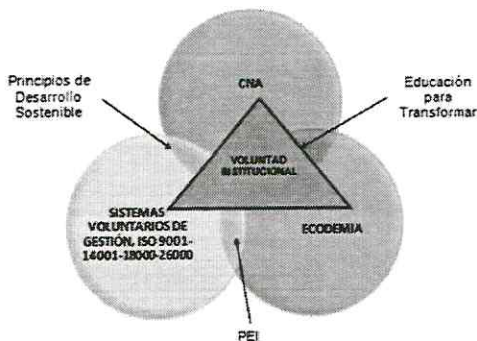 CNA
Principios de
Desarrollo
Sostenible
Educación
para
Transformar
VOLUNTAD
INSTITUCIONAL
SISTEMAS
VOLUNTARIOS DE
GESTIÓN, ISO 9001-
14001-18000-26000
ECODEMIA
PEI